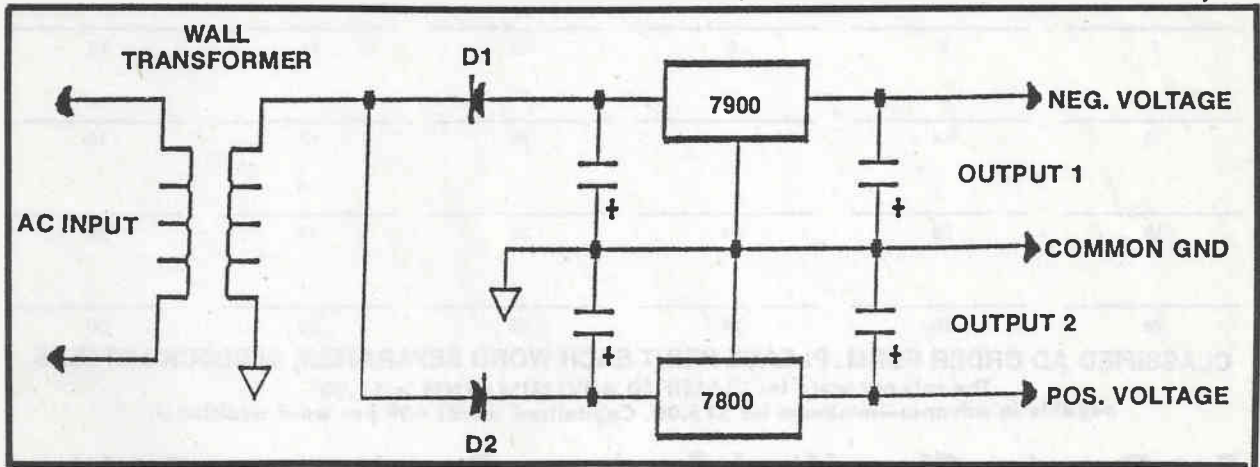 WALL
TRANSFORMER
D1
7900
NEG. VOLTAGE
OUTPUT 1
AC INPUT
COMMON GND
OUTPUT 2
7800
POS. VOLTAGE
D2
+
+
+
+